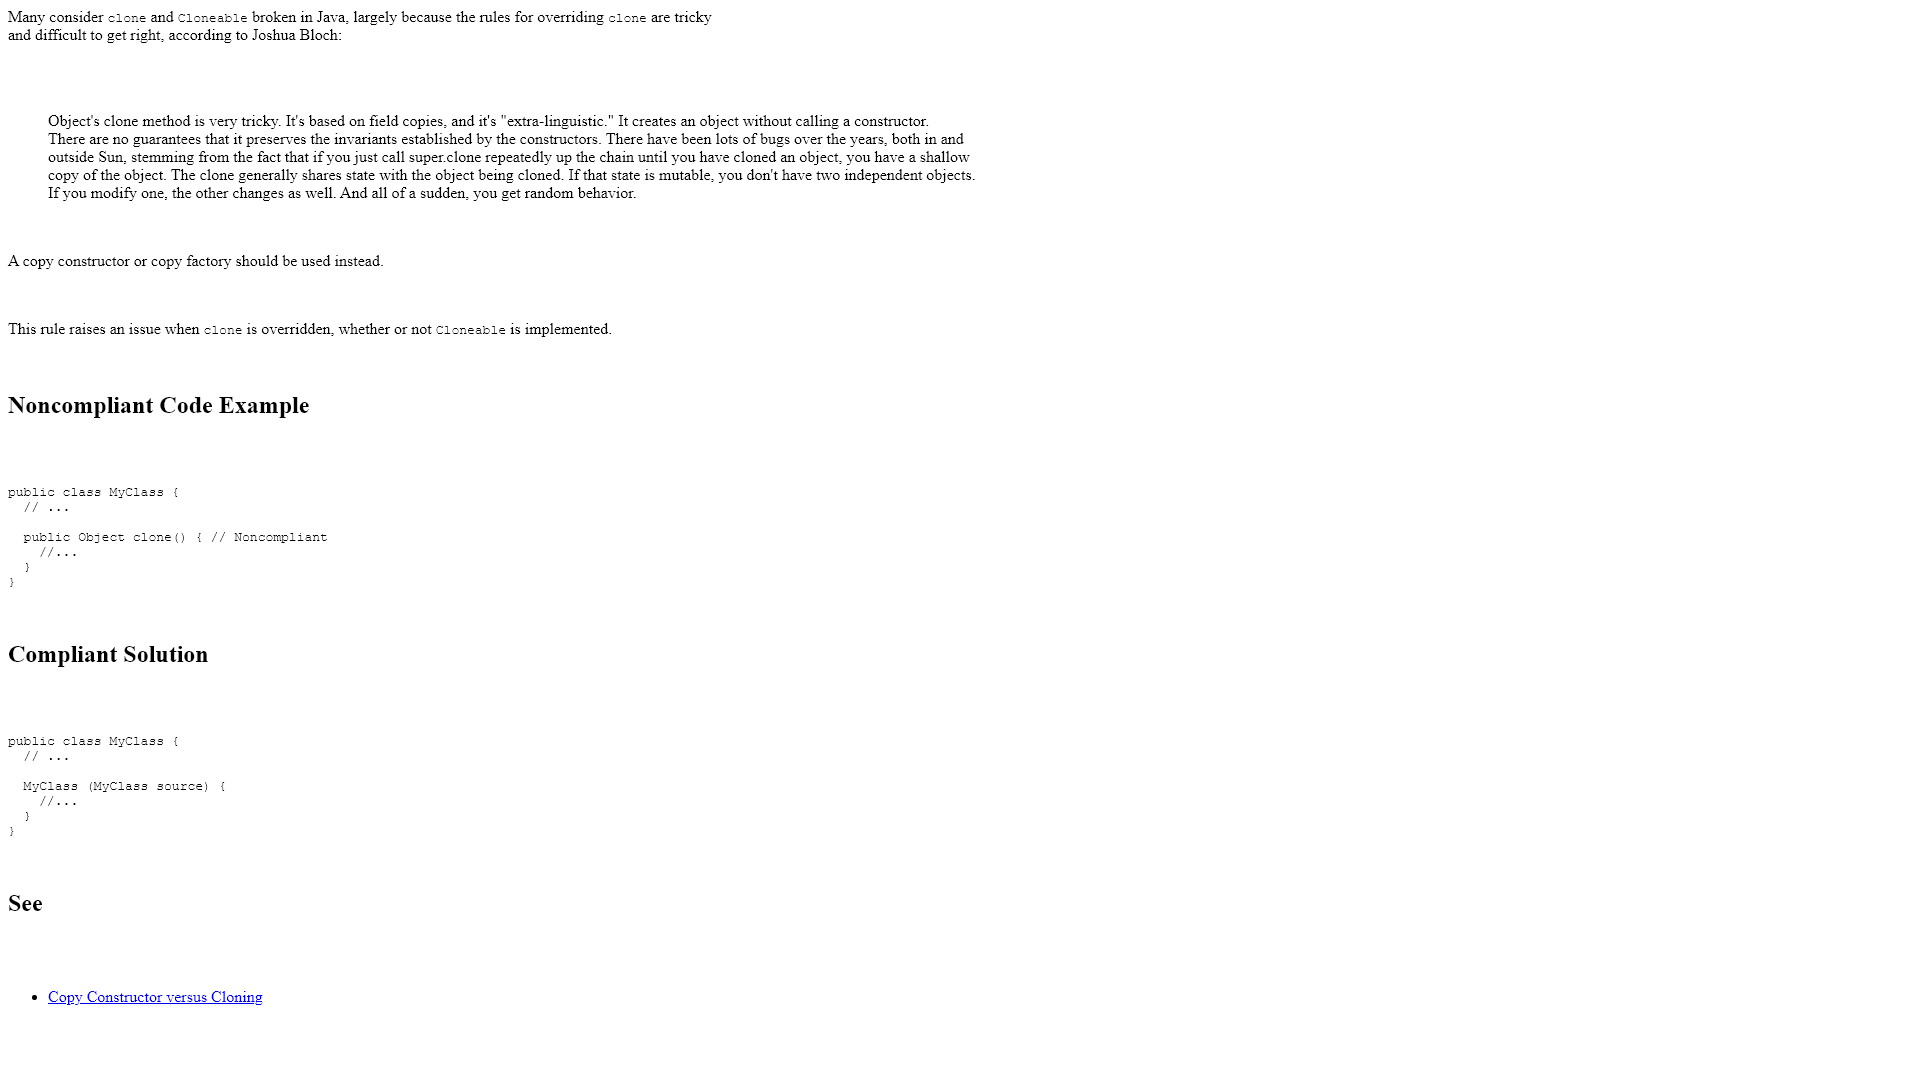 Many consider clone and Cloneable broken in Java, largely because the rules for overriding clone are tricky
and difficult to get right, according to Joshua Bloch:
Object's clone method is very tricky. It's based on field copies, and it's "extra-linguistic." It creates an object without calling a constructor.
There are no guarantees that it preserves the invariants established by the constructors. There have been lots of bugs over the years, both in and
outside Sun, stemming from the fact that if you just call super.clone repeatedly up the chain until you have cloned an object, you have a shallow
copy of the object. The clone generally shares state with the object being cloned. If that state is mutable, you don't have two independent objects.
If you modify one, the other changes as well. And all of a sudden, you get random behavior.
A copy constructor or copy factory should be used instead.
This rule raises an issue when clone is overridden, whether or not Cloneable is implemented.
Noncompliant Code Example
public class MyClass {
  // ...
  public Object clone() { // Noncompliant
    //...
  }
}
Compliant Solution
public class MyClass {
  // ...
  MyClass (MyClass source) {
    //...
  }
}
See
• Copy Constructor versus Cloning